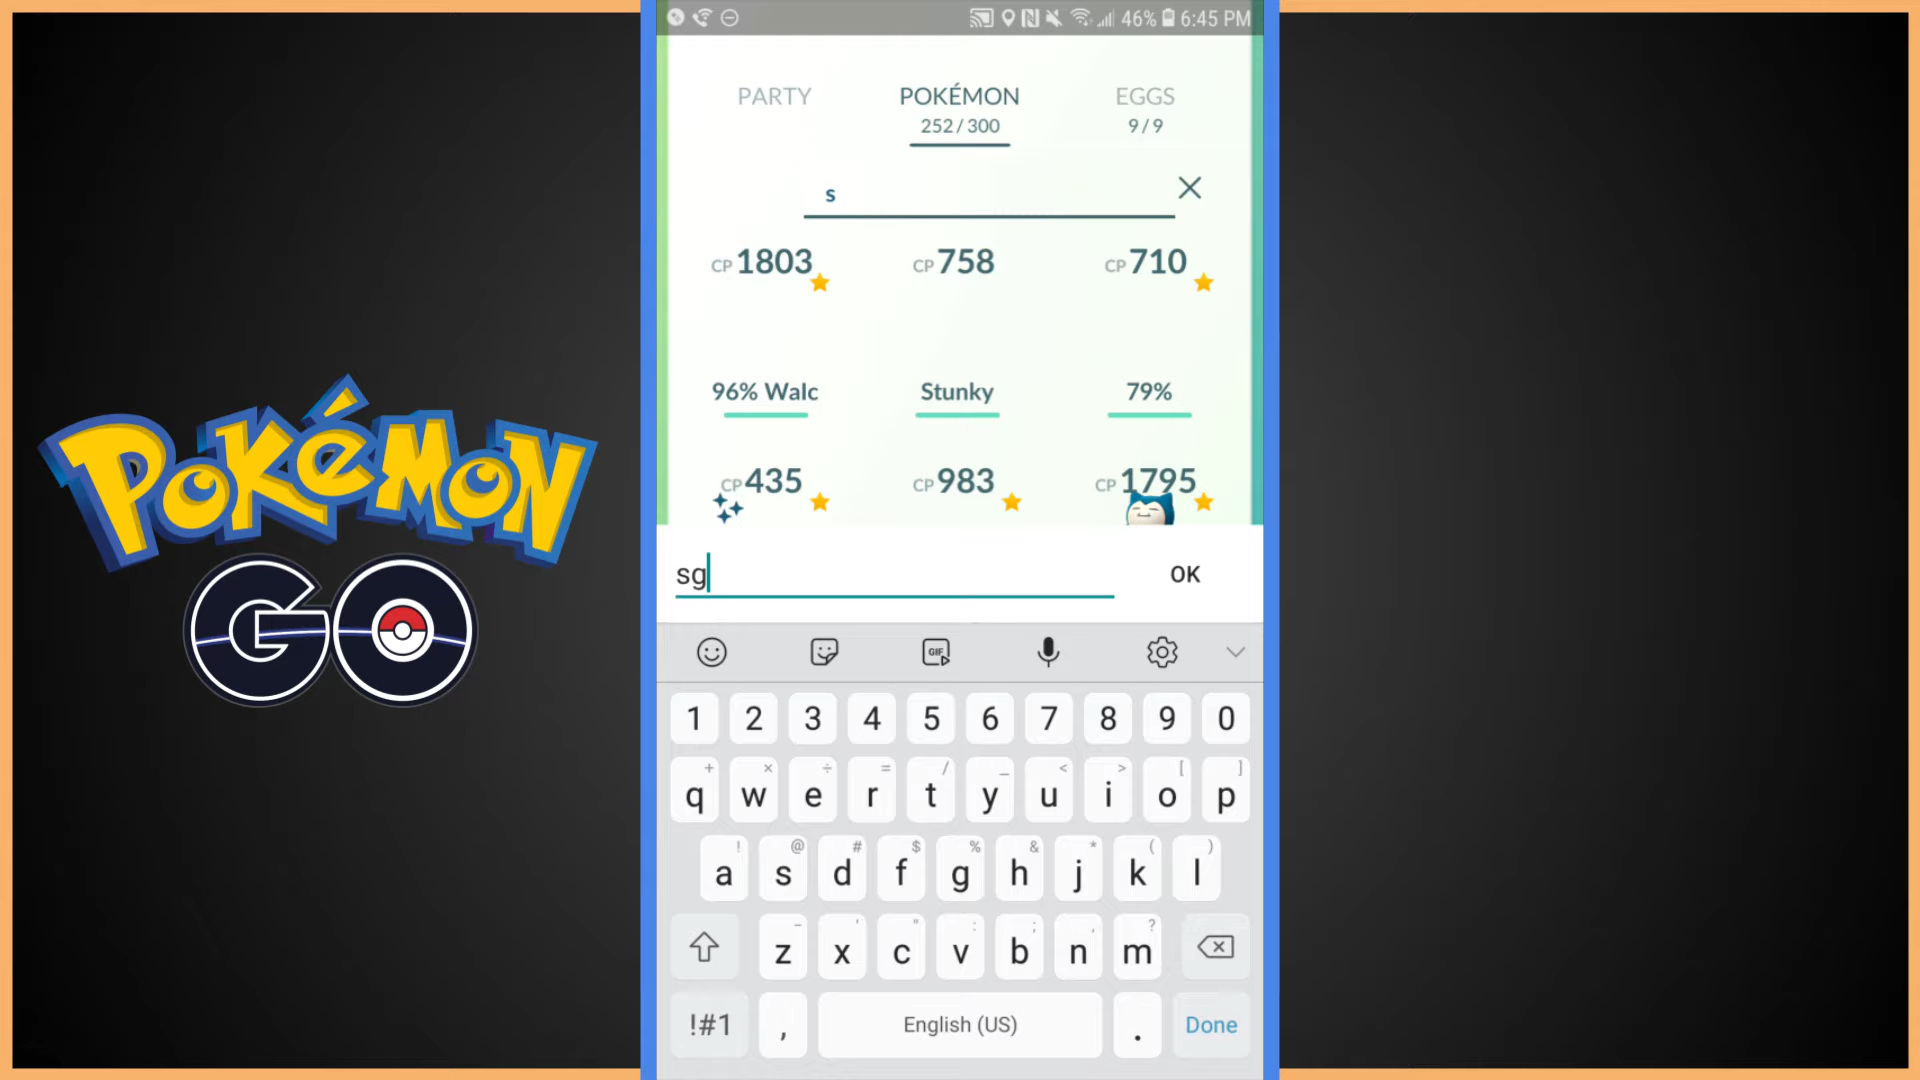 46% 6:45 PM
PARTY POKÉMON EGGS
252 / 300 9 / 9
s
CP 1803 CP 758 CP 710
96% Walc Stunky 79%
CP 435 CP 983 CP 1795
POKéMON
GO
sg OK
GIF
1 2 3 4 5 6 7 8 9 0
+ × ÷ = / _ < > [ ]
q w e r t y u i o p
! @ # $ % & * ( )
a s d f g h j k l
- ' " : ; , ?
z x c v b n m
!#1 , English (US) . Done